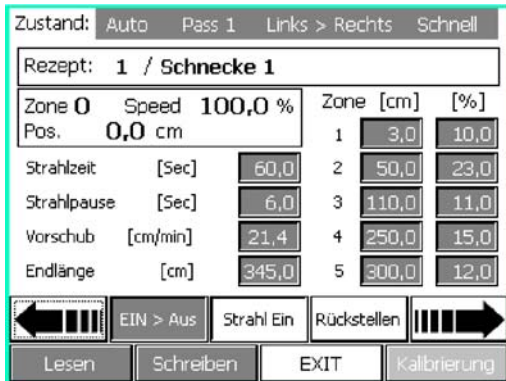 Zustand: Auto Pass 1 Links > Rechts Schnell
Rezept: 1 / Schnecke 1
Zone 0 Speed 100,0 % Zone [cm] [%]
Pos. 0,0 cm 1 3,0 10,0
Strahlzeit [Sec] 60,0 2 50,0 23,0
Strahlpause [Sec] 6,0 3 110,0 11,0
Vorschub [cm/min] 21,4 4 250,0 15,0
Endlänge [cm] 345,0 5 300,0 12,0
EIN > Aus Strahl Ein Rückstellen
Lesen Schreiben EXIT Kalibrierung